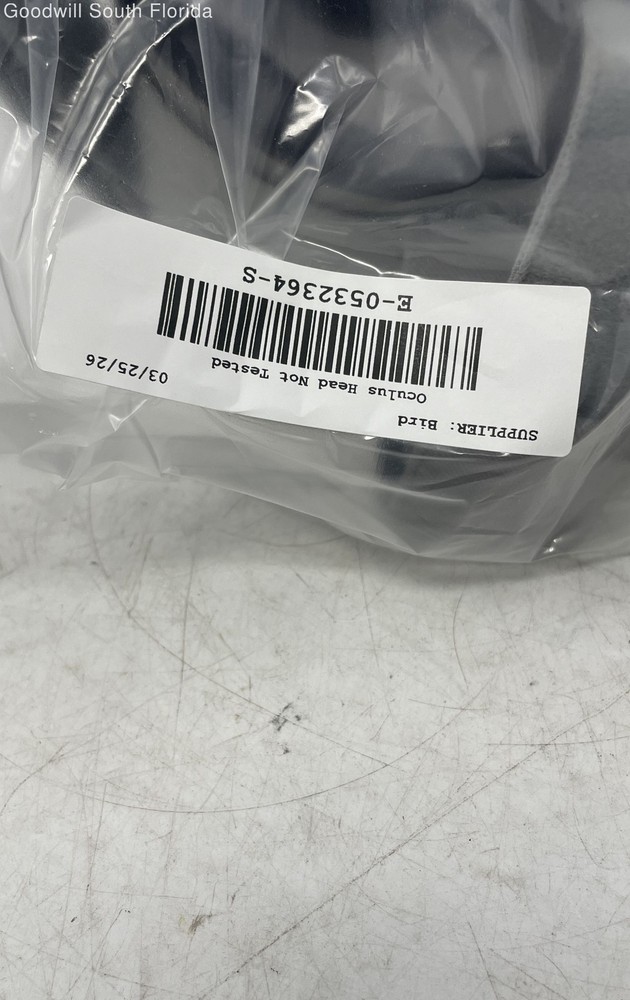 Goodwill South Florida
SUPPLIER: Bird
Oculus Head Not Tested
03/25/26
E-0532364-S